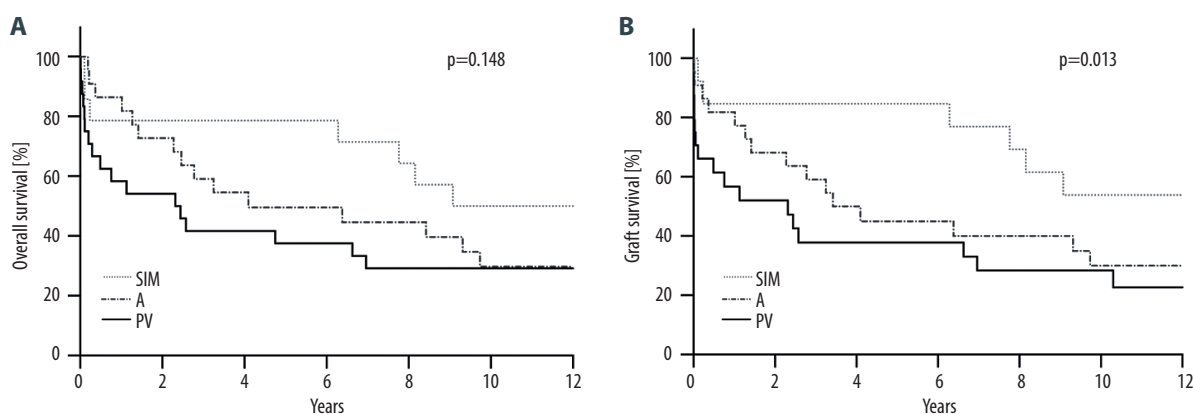 A
p=0.148
Overall survival [%]
100
80
60
40
20
0
SIM
A
PV
0 2 4 6 8 10 12
Years
B
p=0.013
Graft survival [%]
100
80
60
40
20
0
SIM
A
PV
0 2 4 6 8 10 12
Years